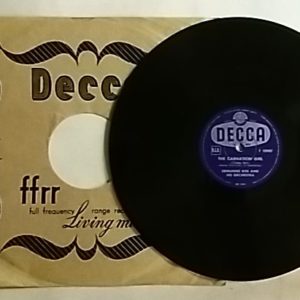 Decc
ffrr
full frequency range rec
Living m
DECCA
THE CARNATION GIRL
EDMUNDO ROS AND
HIS ORCHESTRA